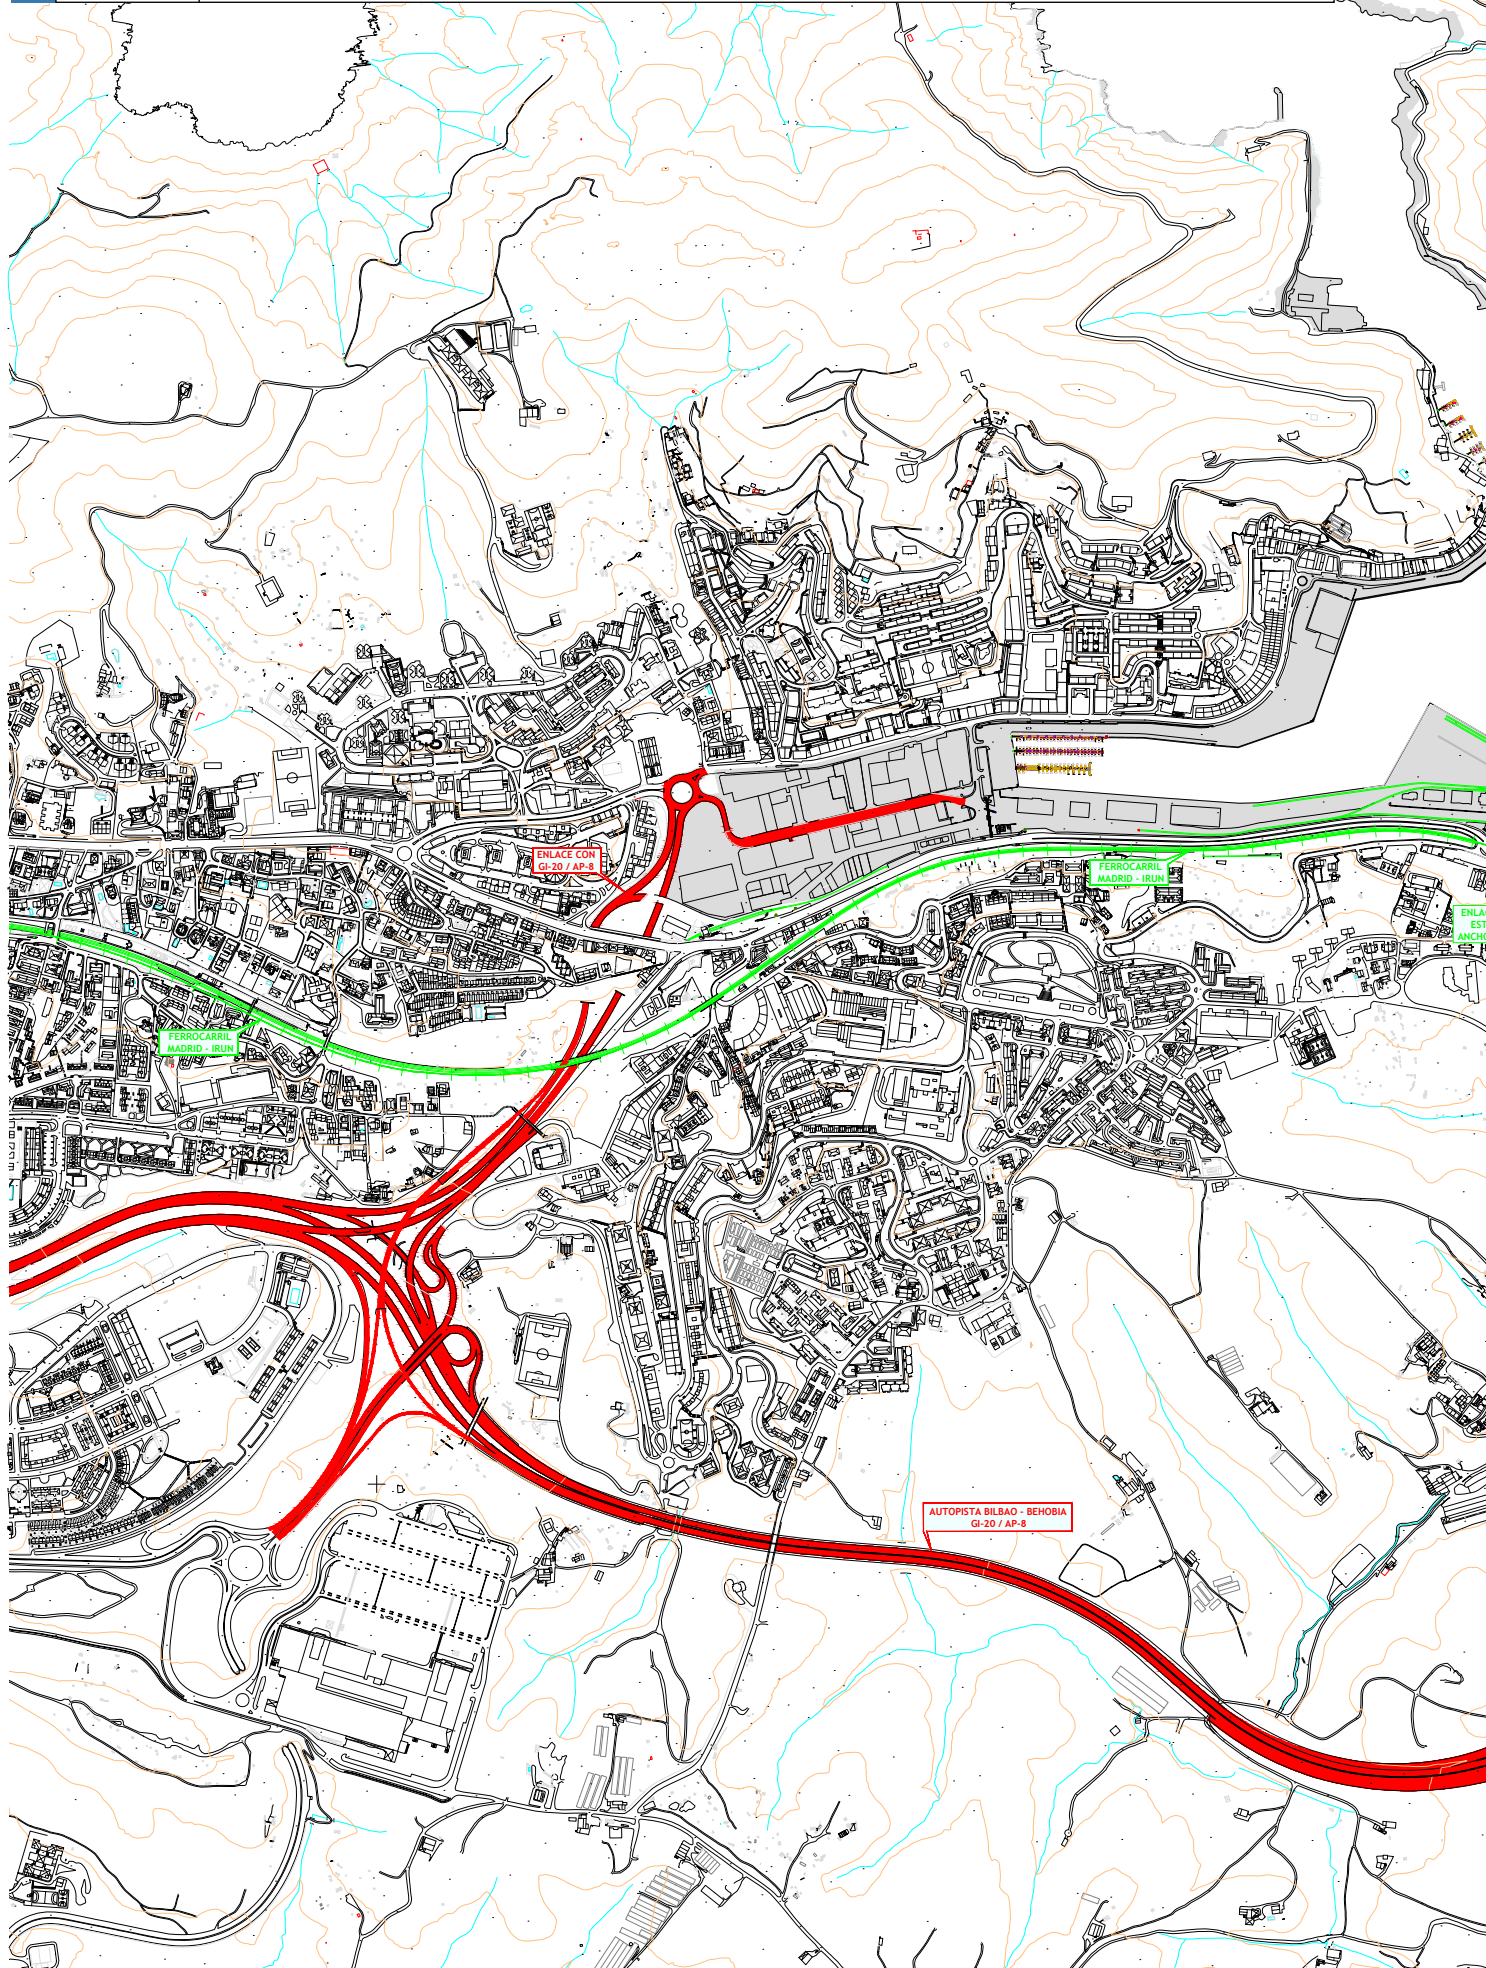 ENLACE CON
GI-20 / AP-8
FERROCARRIL
MADRID - IRUN
FERROCARRIL
MADRID - IRUN
AUTOPISTA BILBAO - BEHOBIA
GI-20 / AP-8